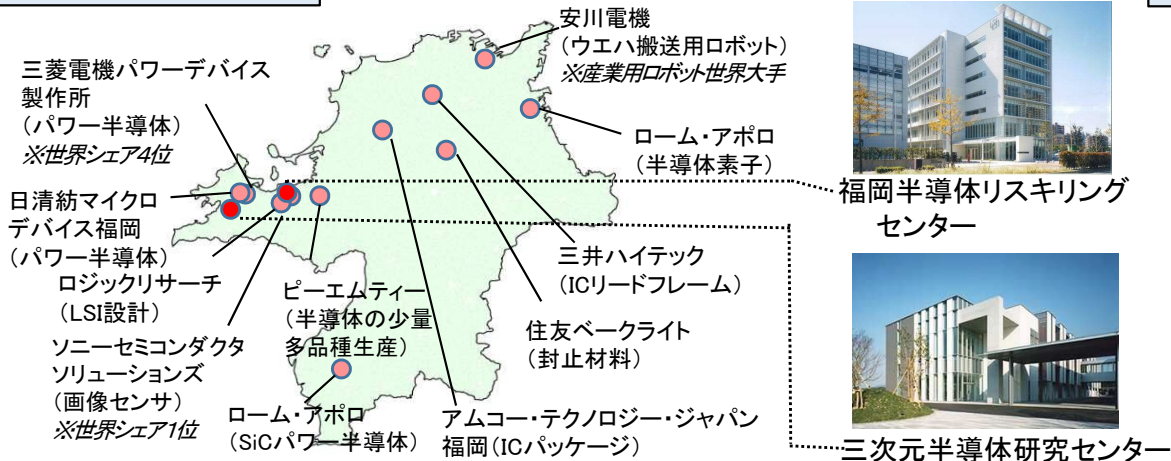 安川電機
(ウエハ搬送用ロボット)
※産業用ロボット世界大手
三菱電機パワーデバイス
製作所
(パワー半導体)
※世界シェア4位
ローム・アポロ
(半導体素子)
日清紡マイクロ
デバイス福岡
(パワー半導体)
福岡半導体リスキリング
センター
ロジックリサーチ
(LSI設計)
ピーエムティー
(半導体の少量
多品種生産)
三井ハイテック
(ICリードフレーム)
住友ベークライト
(封止材料)
ソニーセミコンダクタ
ソリューションズ
(画像センサ)
※世界シェア1位
ローム・アポロ
(SiCパワー半導体)
アムコー・テクノロジー・ジャパン
福岡(ICパッケージ)
三次元半導体研究センター